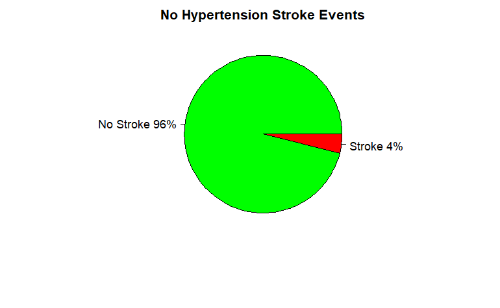 No Hypertension Stroke Events
No Stroke 96%
Stroke 4%